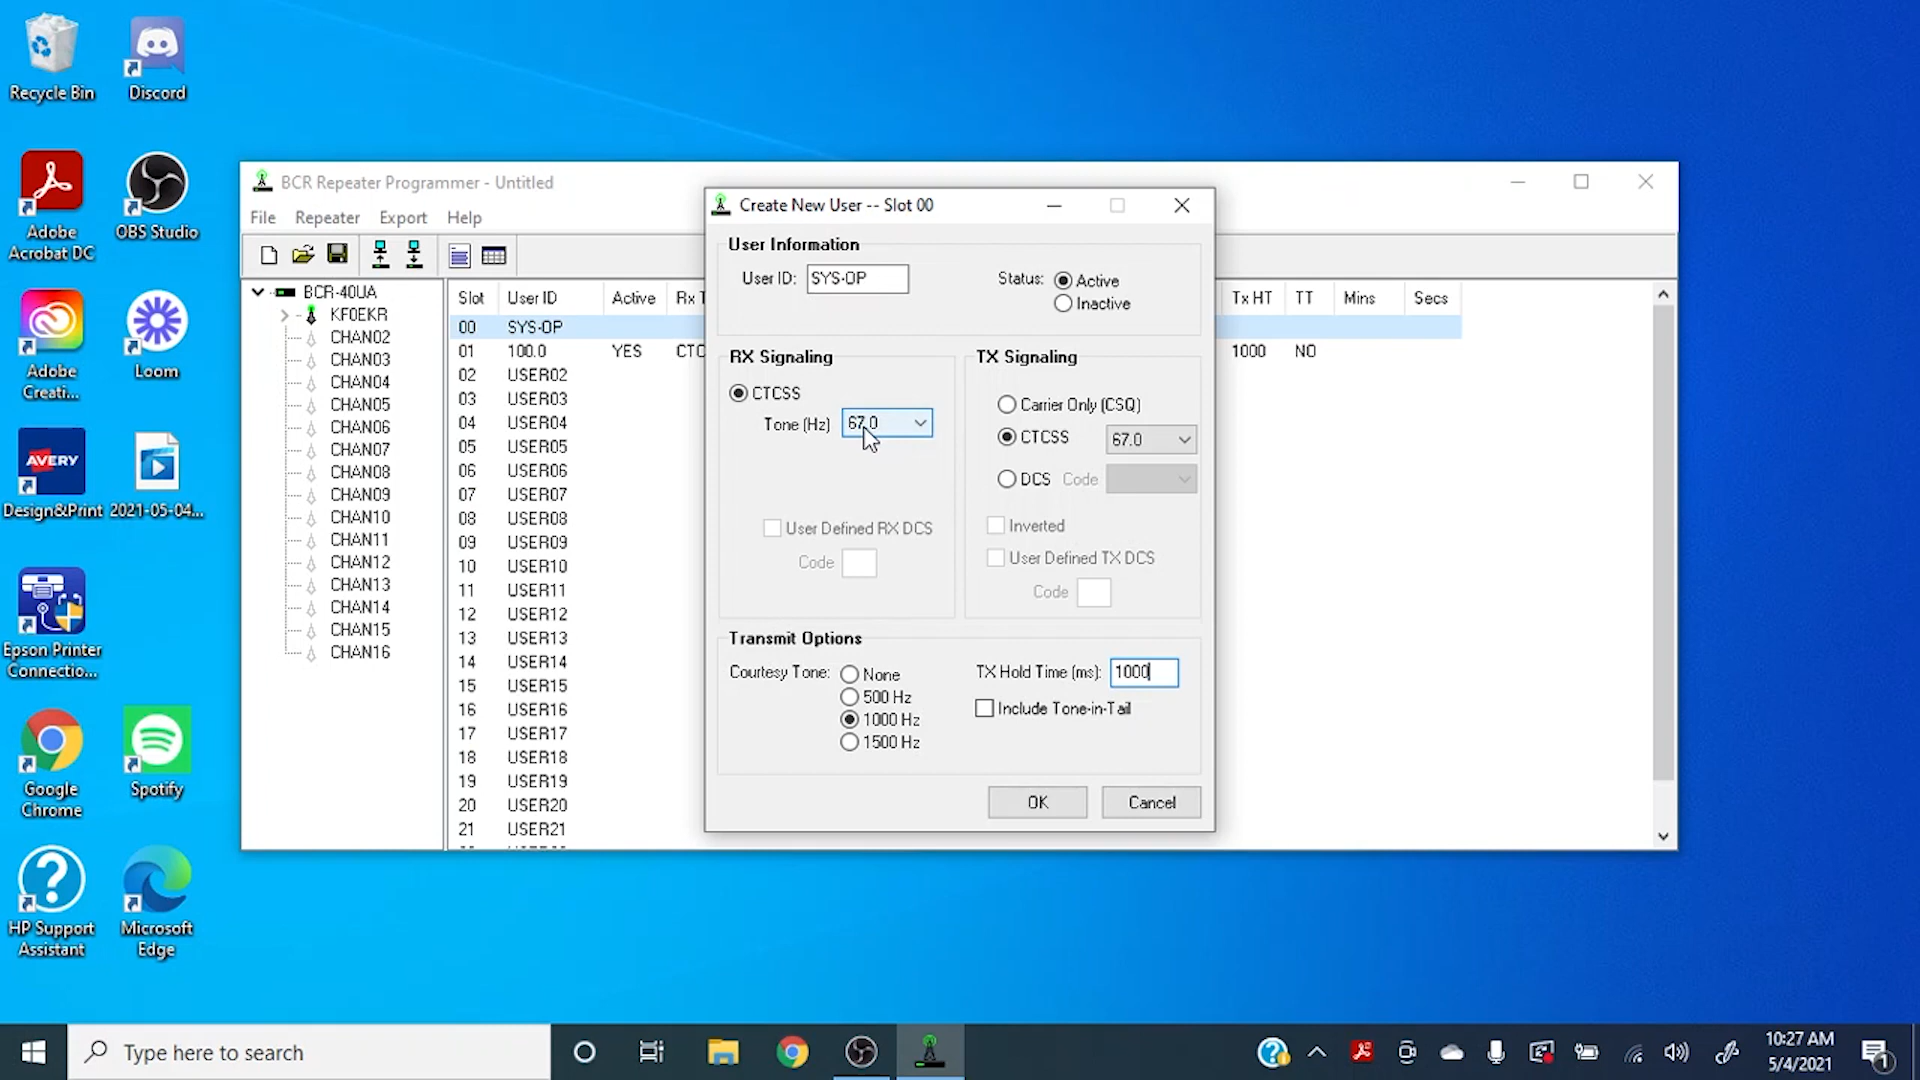 Recycle Bin
Discord
Adobe
Acrobat DC
OBS Studio
Adobe
Creati...
Loom
AVERY
Design&Print
2021-05-04...
Epson Printer
Connectio...
Google
Chrome
Spotify
HP Support
Assistant
Microsoft
Edge
BCR Repeater Programmer - Untitled
File Repeater Export Help
BCR-40UA
KF0EKR
CHAN02
CHAN03
CHAN04
CHAN05
CHAN06
CHAN07
CHAN08
CHAN09
CHAN10
CHAN11
CHAN12
CHAN13
CHAN14
CHAN15
CHAN16
Slot User ID Active Rx T Tx HT TT Mins Secs
00 SYS-OP
01 100.0 YES CTC 1000 NO
02 USER02
03 USER03
04 USER04
05 USER05
06 USER06
07 USER07
08 USER08
09 USER09
10 USER10
11 USER11
12 USER12
13 USER13
14 USER14
15 USER15
16 USER16
17 USER17
18 USER18
19 USER19
20 USER20
21 USER21
Create New User -- Slot 00
User Information
User ID: SYS-OP
Status: Active
Inactive
RX Signaling
CTCSS
Tone (Hz) 67.0
User Defined RX DCS
Code
TX Signaling
Carrier Only (CSQ)
CTCSS 67.0
DCS Code
Inverted
User Defined TX DCS
Code
Transmit Options
Courtesy Tone: None
500 Hz
1000 Hz
1500 Hz
TX Hold Time (ms): 1000
Include Tone-in-Tail
OK Cancel
Type here to search
10:27 AM
5/4/2021
1